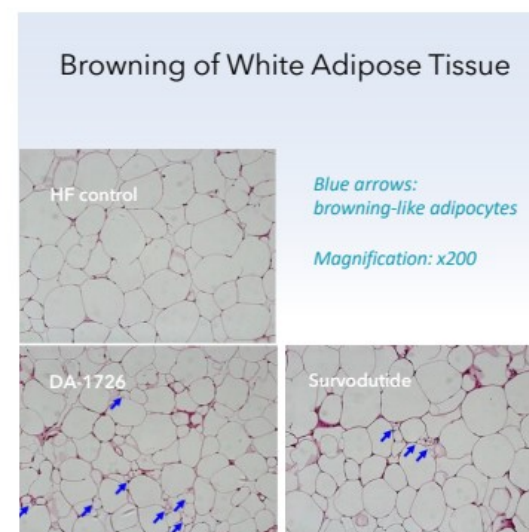 Browning of White Adipose Tissue
HF control
Blue arrows:
browning-like adipocytes
Magnification: x200
DA-1726
Survodutide